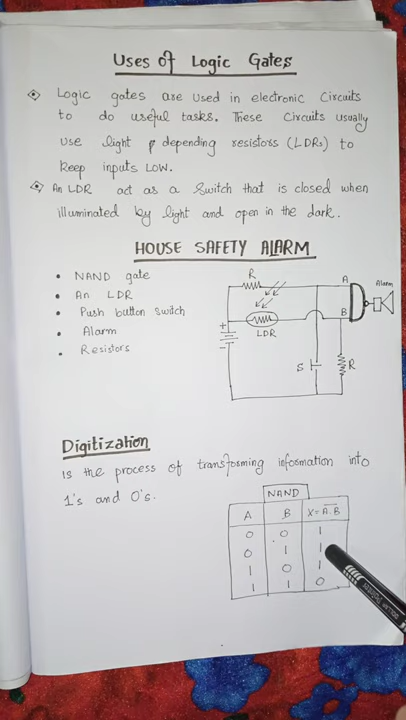 Uses of Logic Gates
Logic gates are used in electronic circuits
to do useful tasks. These circuits usually
use light depending resistors (LDRs) to
keep inputs LOW.
An LDR act as a switch that is closed when
illuminated by light and open in the dark.
HOUSE SAFETY ALARM
• NAND gate
• An LDR
• Push button switch
• Alarm
• Resistors
R
A
Alarm
B
+
-
LDR
S
R
Digitization
is the process of transfosming information into
1's and 0's.
NAND
A B X = A.B
0 0 1
0 1 1
1 0 1
1 1 0